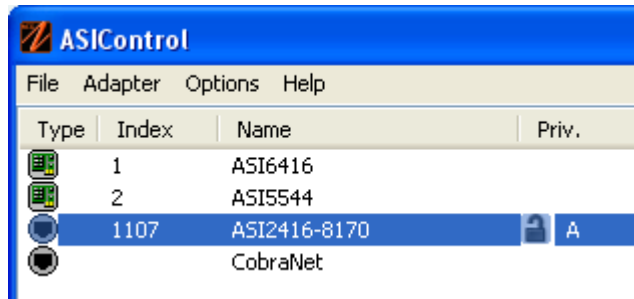 ASIControl
File Adapter Options Help
Type Index Name Priv.
1 ASI6416
2 ASI5544
1107 ASI2416-8170 A
CobraNet